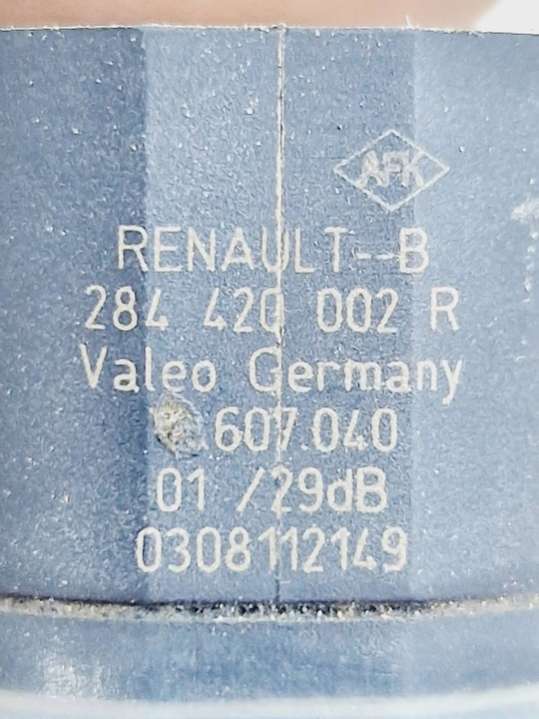 AFK
RENAULT--B
284 420 002 R
Valeo Germany
.607.040
01 /29dB
0308112149